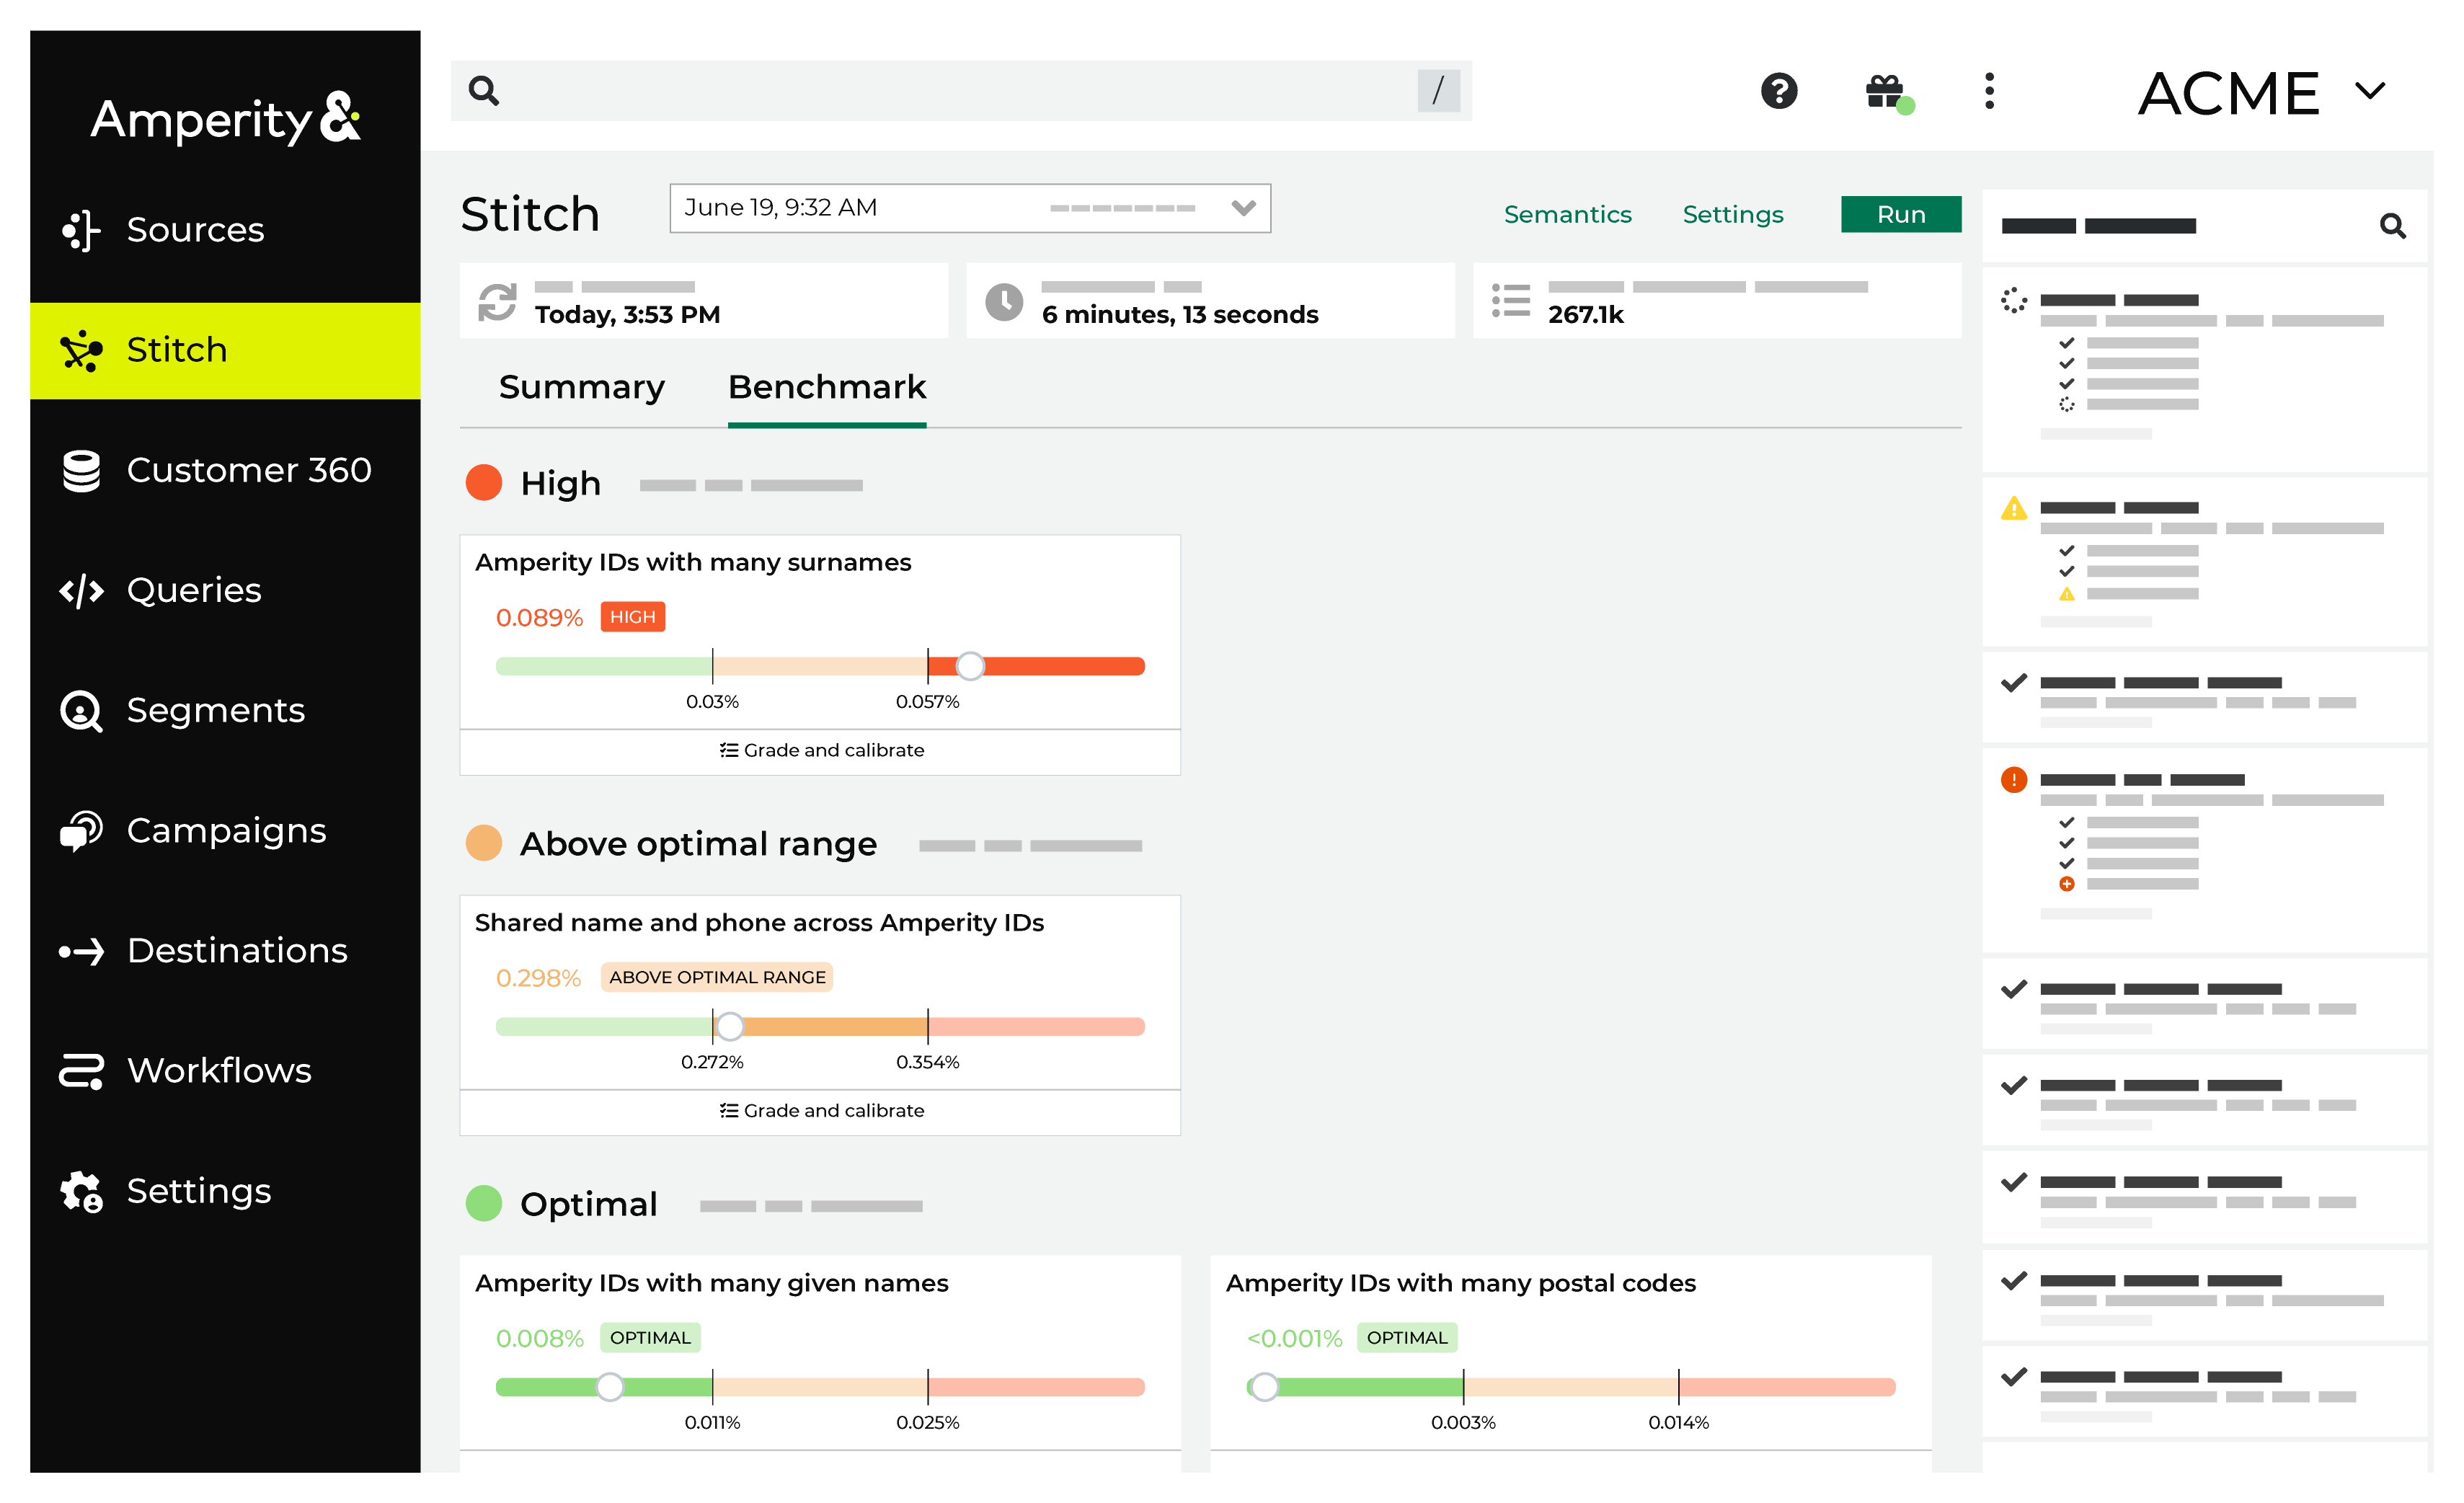 Amperity&
Sources
Stitch
Customer 360
Queries
Segments
Campaigns
Destinations
Workflows
Settings
/
?
ACME
Stitch
June 19, 9:32 AM
Semantics
Settings
Run
Today, 3:53 PM
6 minutes, 13 seconds
267.1k
Summary
Benchmark
High
Amperity IDs with many surnames
0.089%
HIGH
0.03%
0.057%
Grade and calibrate
Above optimal range
Shared name and phone across Amperity IDs
0.298%
ABOVE OPTIMAL RANGE
0.272%
0.354%
Grade and calibrate
Optimal
Amperity IDs with many given names
0.008%
OPTIMAL
0.011%
0.025%
Amperity IDs with many postal codes
<0.001%
OPTIMAL
0.003%
0.014%